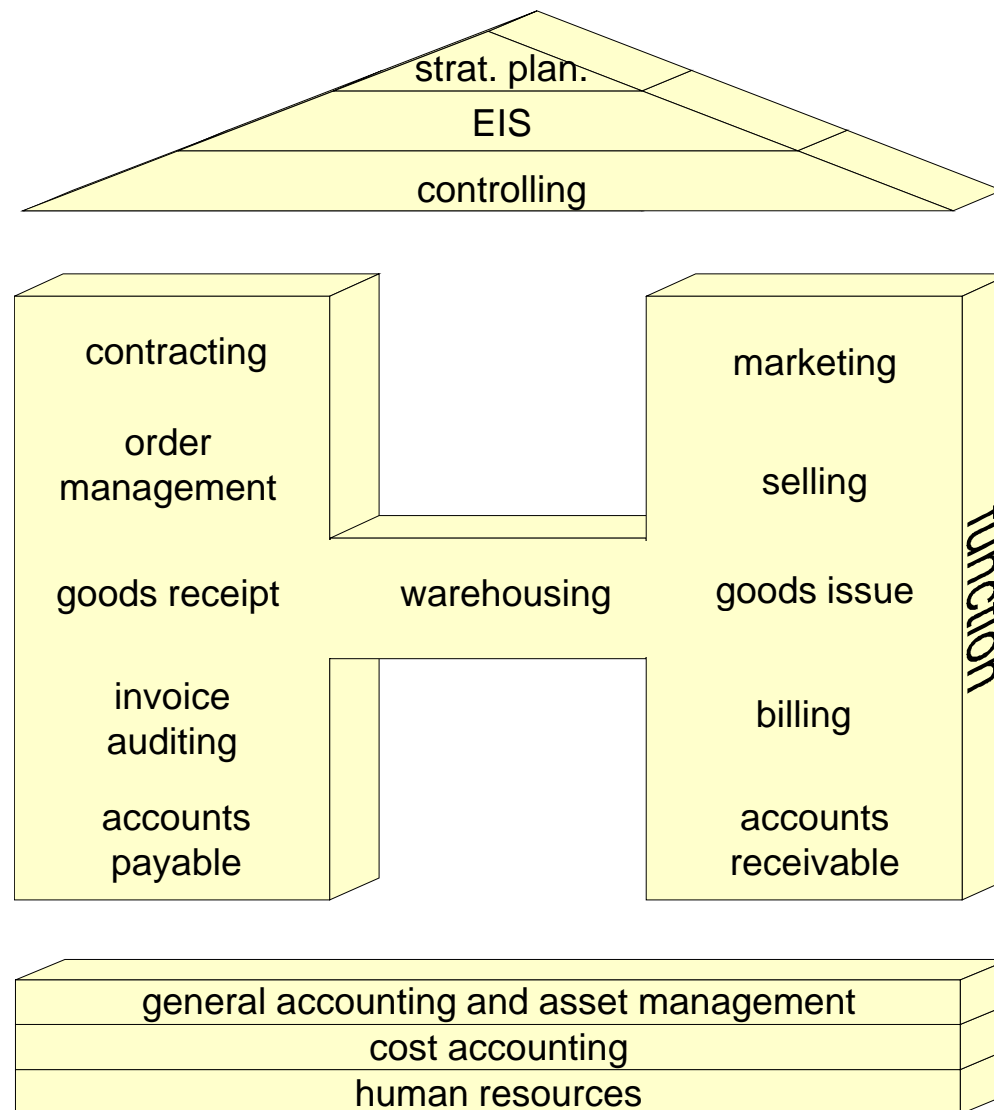 strat. plan.
EIS
controlling
contracting
order
management
goods receipt
invoice
auditing
accounts
payable
warehousing
marketing
selling
goods issue
billing
accounts
receivable
function
general accounting and asset management
cost accounting
human resources